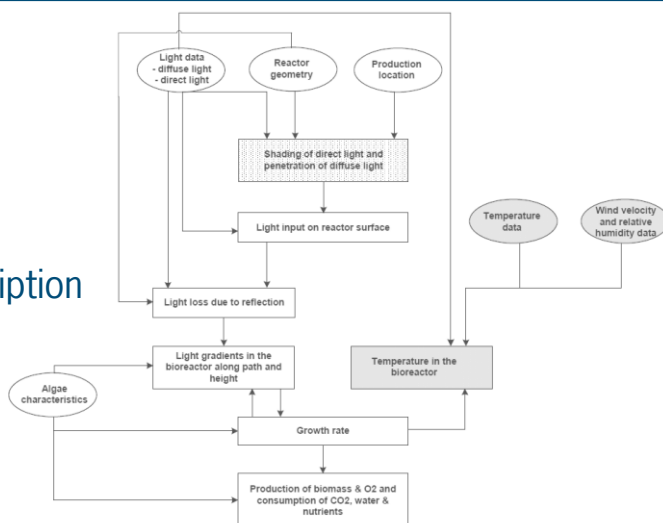 Light data
- diffuse light
- direct light
Reactor
geometry
Production
location
Shading of direct light and
penetration of diffuse light
Light input on reactor surface
Temperature
data
Wind velocity
and relative
humidity data
Light loss due to reflection
Light gradients in the
bioreactor along path and
height
Temperature in the
bioreactor
Algae
characteristics
Growth rate
Production of biomass & O2 and
consumption of CO2, water &
nutrients